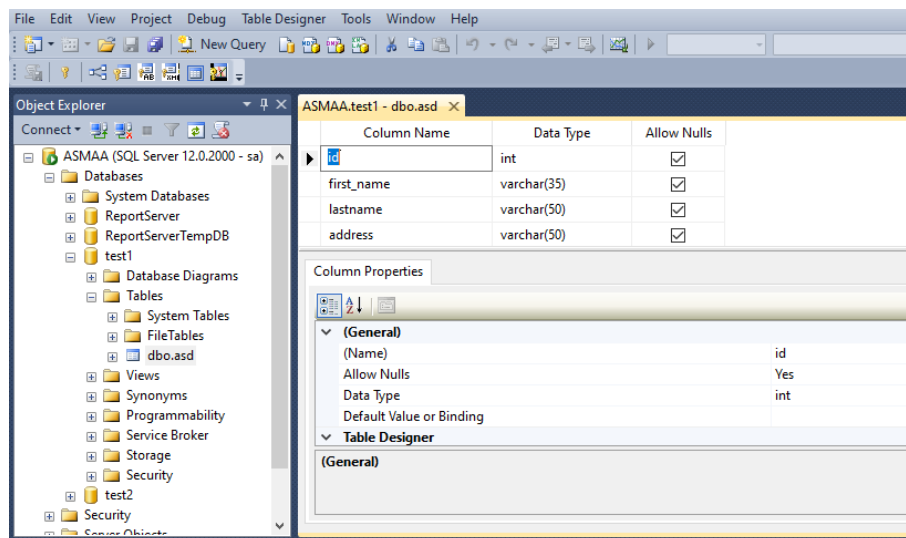 File Edit View Project Debug Table Designer Tools Window Help
New Query
Object Explorer
ASMAA.test1 - dbo.asd
Connect
Column Name Data Type Allow Nulls
ASMAA (SQL Server 12.0.2000 - sa)
id int
Databases
first_name varchar(35)
System Databases
lastname varchar(50)
ReportServer
address varchar(50)
ReportServerTempDB
test1
Column Properties
Database Diagrams
Tables
System Tables
(General)
FileTables
(Name) id
dbo.asd
Allow Nulls Yes
Views
Data Type int
Synonyms
Default Value or Binding
Programmability
Table Designer
Service Broker
(General)
Storage
Security
test2
Security
Server Objects